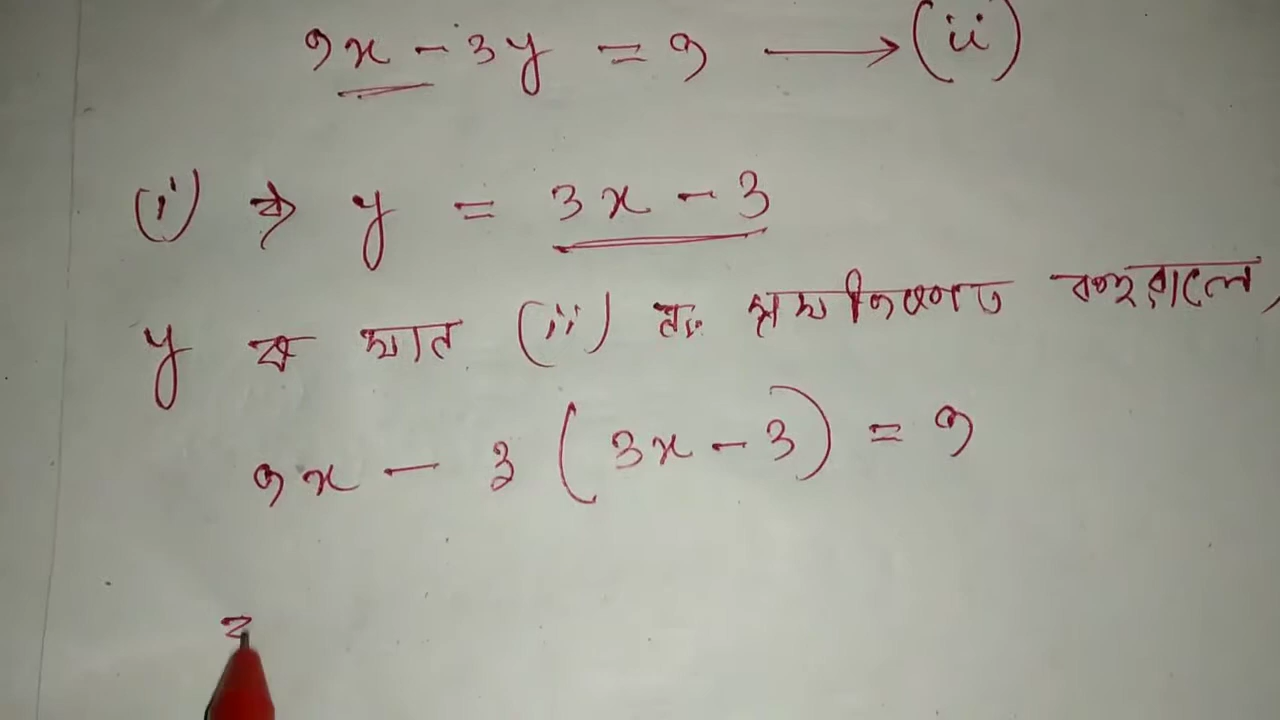 9x - 3y = 9 ⟶ (ii)
(i) ⇒ y = 3x - 3
y ৰ মান (ii) নং সমীকৰণত বহুৱালে,
9x - 3 (3x - 3) = 9